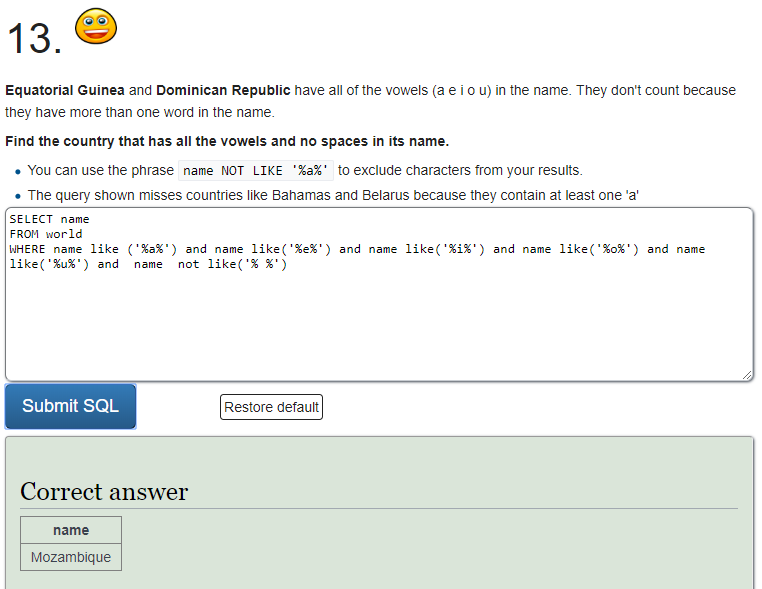 13.
Equatorial Guinea and Dominican Republic have all of the vowels (a e i o u) in the name. They don't count because
they have more than one word in the name.
Find the country that has all the vowels and no spaces in its name.
• You can use the phrase name NOT LIKE '%a%' to exclude characters from your results.
• The query shown misses countries like Bahamas and Belarus because they contain at least one 'a'
SELECT name
FROM world
WHERE name like ('%a%') and name like('%e%') and name like('%i%') and name like('%o%') and name
like('%u%') and  name  not like('% %')
Submit SQL
Restore default
Correct answer
name
Mozambique